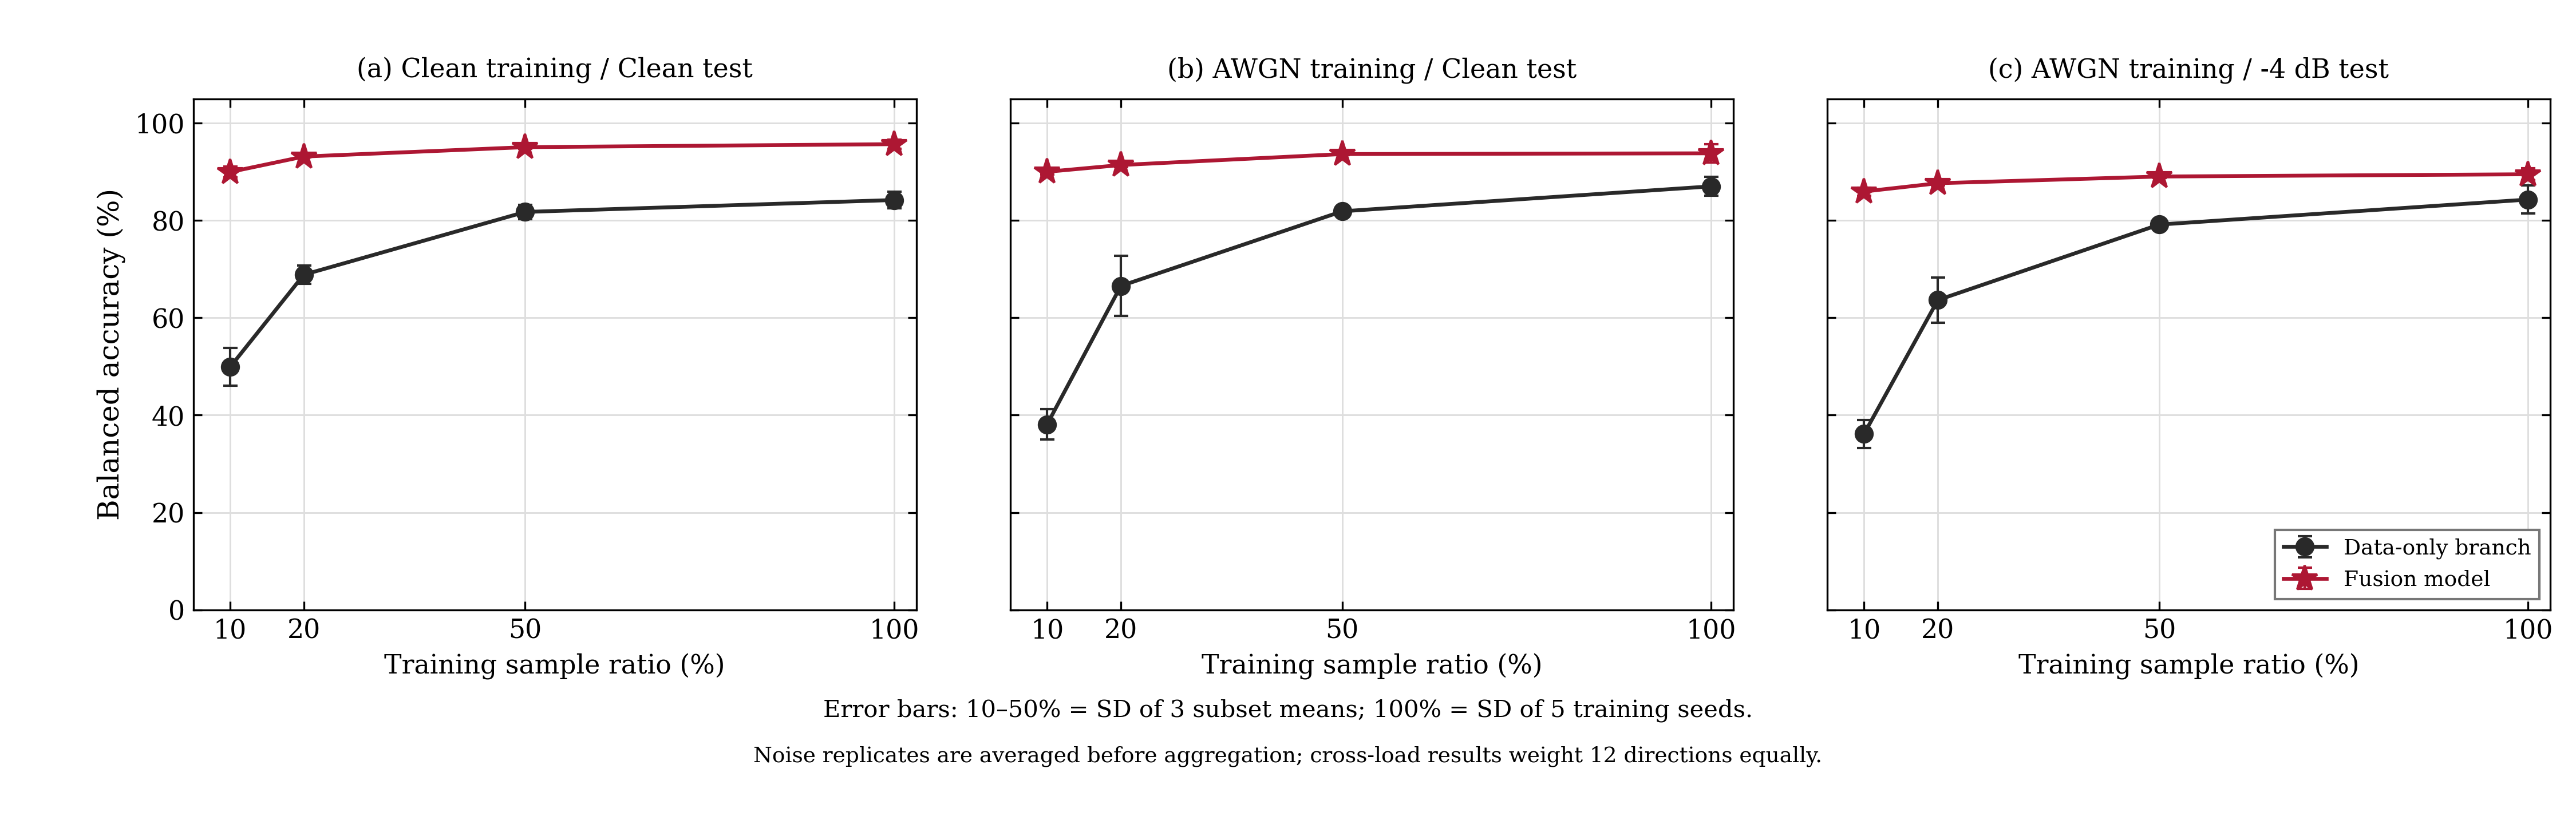 (a) Clean training / Clean test
(b) AWGN training / Clean test
(c) AWGN training / -4 dB test
Balanced accuracy (%)
100
80
60
40
20
0
10 20 50 100
10 20 50 100
10 20 50 100
Data-only branch
Fusion model
Training sample ratio (%)
Training sample ratio (%)
Training sample ratio (%)
Error bars: 10–50% = SD of 3 subset means; 100% = SD of 5 training seeds.
Noise replicates are averaged before aggregation; cross-load results weight 12 directions equally.